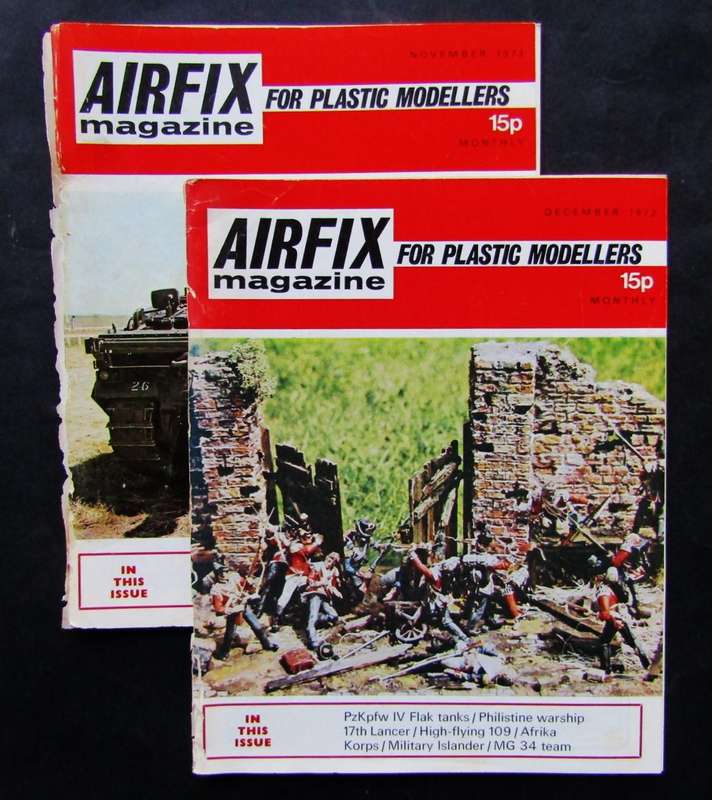 NOVEMBER 1973
AIRFIX
magazine
FOR PLASTIC MODELLERS
15p
MONTHLY
26
IN
THIS
ISSUE
DECEMBER 1973
AIRFIX
magazine
FOR PLASTIC MODELLERS
15p
MONTHLY
IN
THIS
ISSUE
PzKpfw IV Flak tanks/Philistine warship
17th Lancer/High-flying 109/Afrika
Korps/Military Islander/MG 34 team